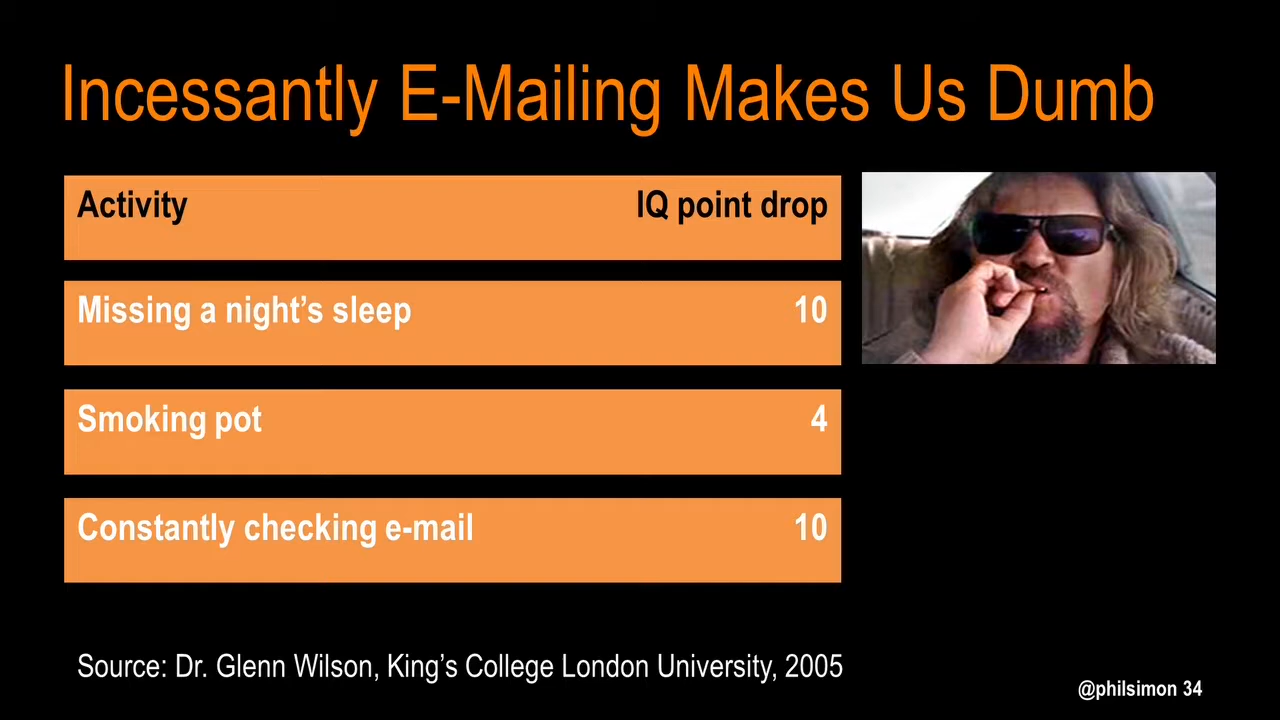 Incessantly E-Mailing Makes Us Dumb
Activity IQ point drop
Missing a night’s sleep 10
Smoking pot 4
Constantly checking e-mail 10
Source: Dr. Glenn Wilson, King’s College London University, 2005
@philsimon 34